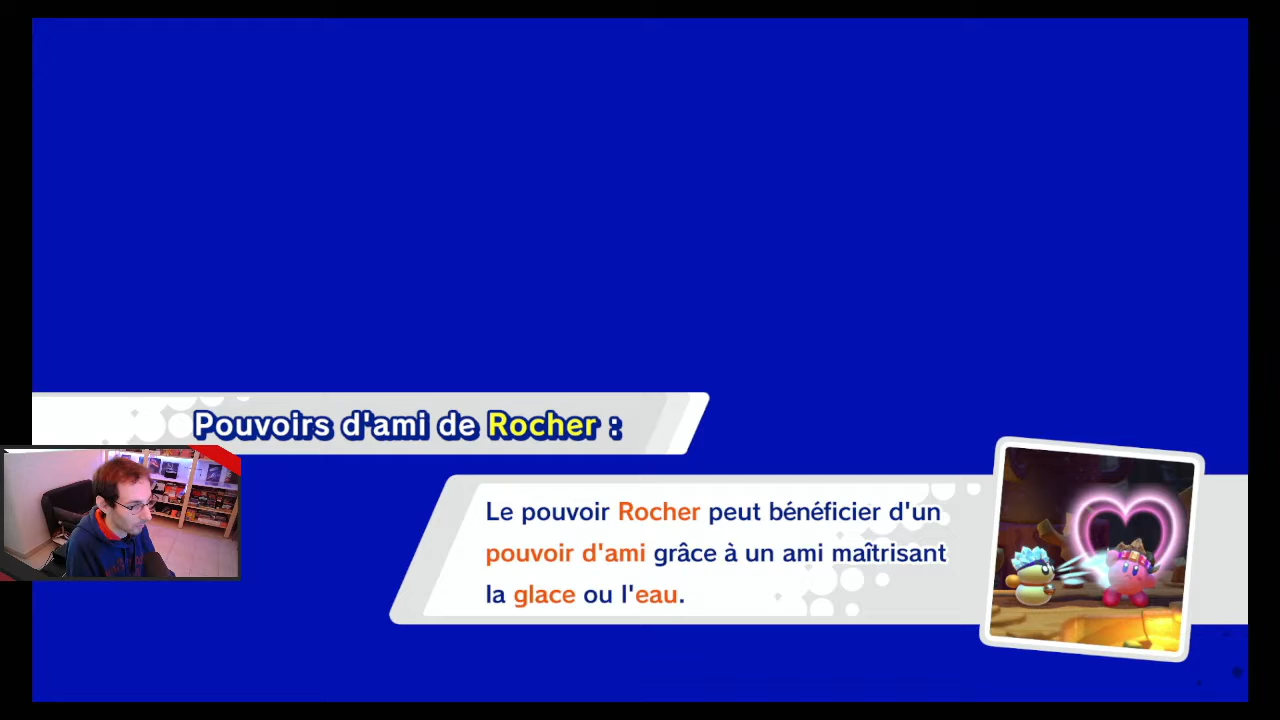 Pouvoirs d'ami de Rocher :
Le pouvoir Rocher peut bénéficier d'un
pouvoir d'ami grâce à un ami maîtrisant
la glace ou l'eau.